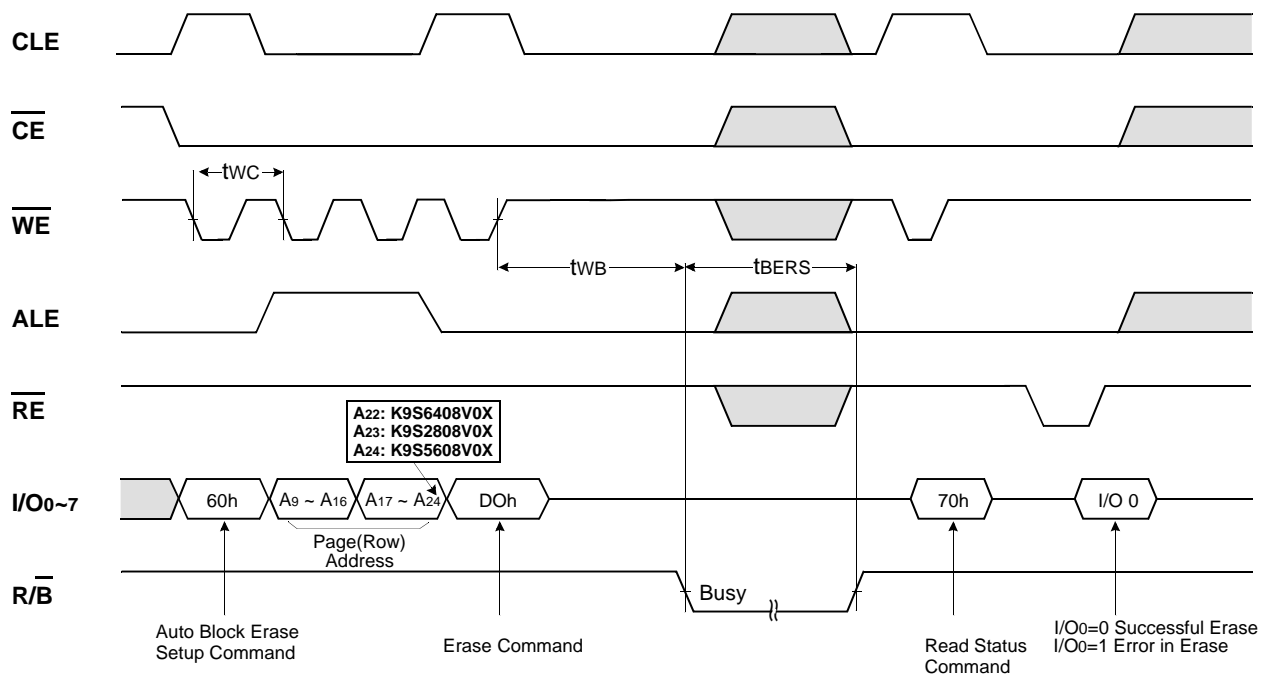 CLE
CE
tWC
WE
tWB
tBERS
ALE
RE
A22: K9S6408V0X
A23: K9S2808V0X
A24: K9S5608V0X
I/O0~7
60h
A9 ~ A16
A17 ~ A24
DOh
70h
I/O 0
Page(Row)
Address
R/B
Busy
Auto Block Erase
Setup Command
Erase Command
Read Status
Command
I/O0=0 Successful Erase
I/O0=1 Error in Erase